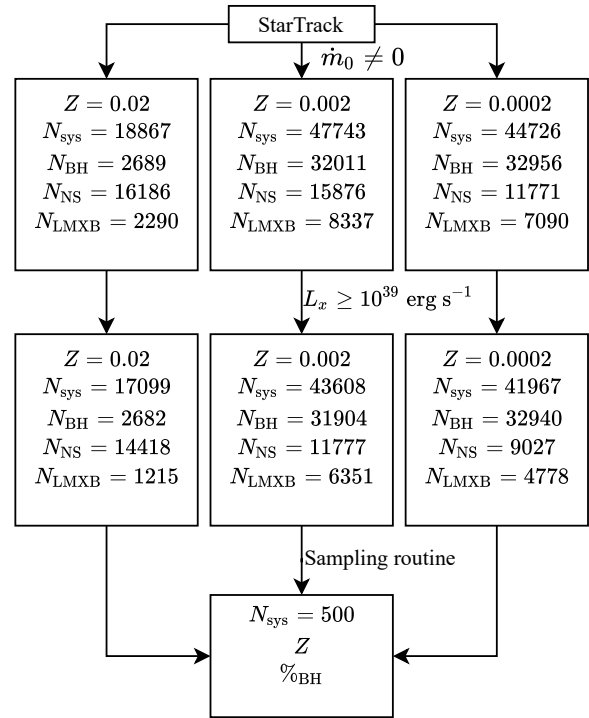 StarTrack
ṁ₀ ≠ 0
Z = 0.02
N_sys = 18867
N_BH = 2689
N_NS = 16186
N_LMXB = 2290
Z = 0.002
N_sys = 47743
N_BH = 32011
N_NS = 15876
N_LMXB = 8337
Z = 0.0002
N_sys = 44726
N_BH = 32956
N_NS = 11771
N_LMXB = 7090
L_x ≥ 10³⁹ erg s⁻¹
Z = 0.02
N_sys = 17099
N_BH = 2682
N_NS = 14418
N_LMXB = 1215
Z = 0.002
N_sys = 43608
N_BH = 31904
N_NS = 11777
N_LMXB = 6351
Z = 0.0002
N_sys = 41967
N_BH = 32940
N_NS = 9027
N_LMXB = 4778
Sampling routine
N_sys = 500
Z
%_BH